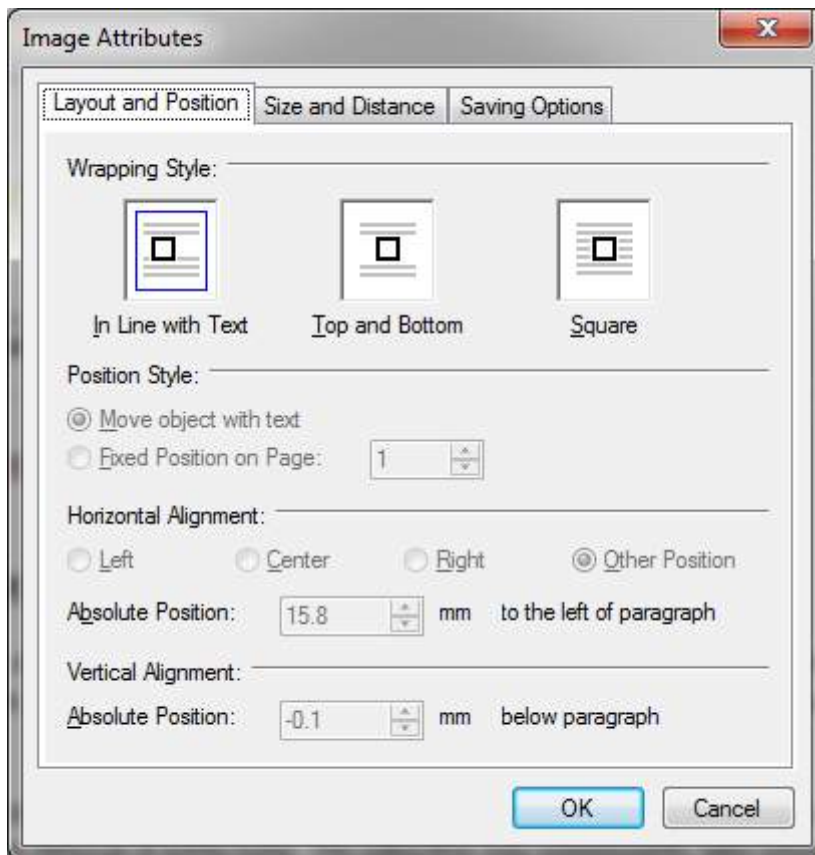 Image Attributes
Layout and Position Size and Distance Saving Options
Wrapping Style:
In Line with Text Top and Bottom Square
Position Style:
Move object with text
Fixed Position on Page: 1
Horizontal Alignment:
Left Center Right Other Position
Absolute Position: 15.8 mm to the left of paragraph
Vertical Alignment:
Absolute Position: -0.1 mm below paragraph
OK Cancel